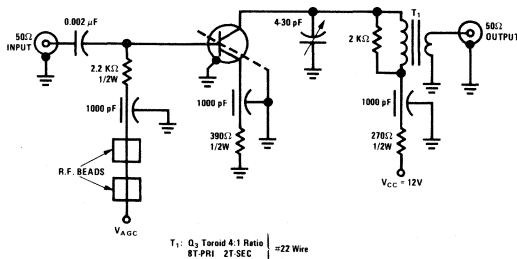 50Ω
INPUT
0.002 μF
2.2 KΩ
1/2W
1000 pF
R.F. BEADS
VAGC
1000 pF
390Ω
1/2W
4-30 pF
2 KΩ
T1
50Ω
OUTPUT
1000 pF
270Ω
1/2W
VCC = 12V
T1: Q3 Toroid 4:1 Ratio
8T-PRI 2T-SEC
#22 Wire